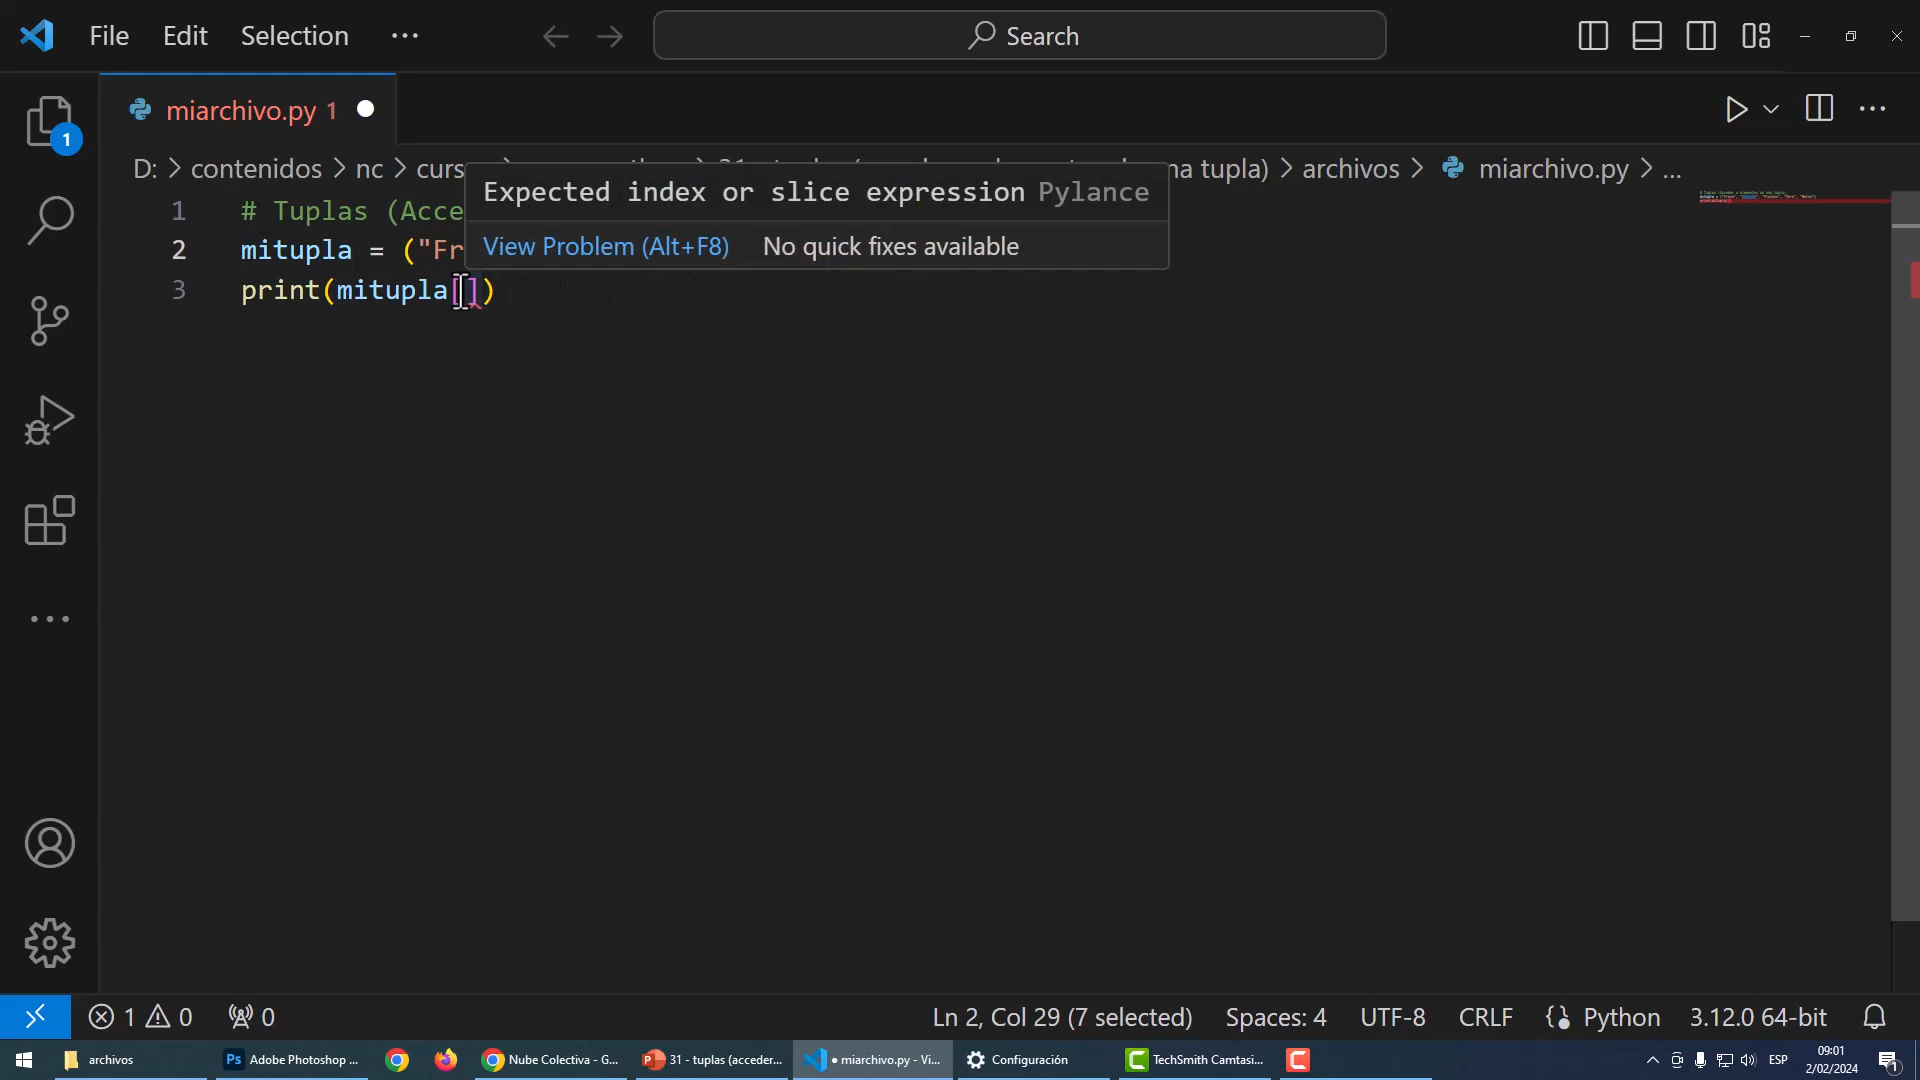 File Edit Selection ··· Search
miarchivo.py 1
D: > contenidos > nc > curs na tupla) > archivos > miarchivo.py > ...
Expected index or slice expression Pylance
View Problem (Alt+F8) No quick fixes available
1 # Tuplas (Acce
2 mitupla = ("Fr
3 print(mitupla[])
1
1 0 0 Ln 2, Col 29 (7 selected) Spaces: 4 UTF-8 CRLF Python 3.12.0 64-bit
archivos Adobe Photoshop ... Nube Colectiva - G... 31 - tuplas (acceder... ● miarchivo.py - Vi... Configuración TechSmith Camtasi... ESP 09:01
2/02/2024
1